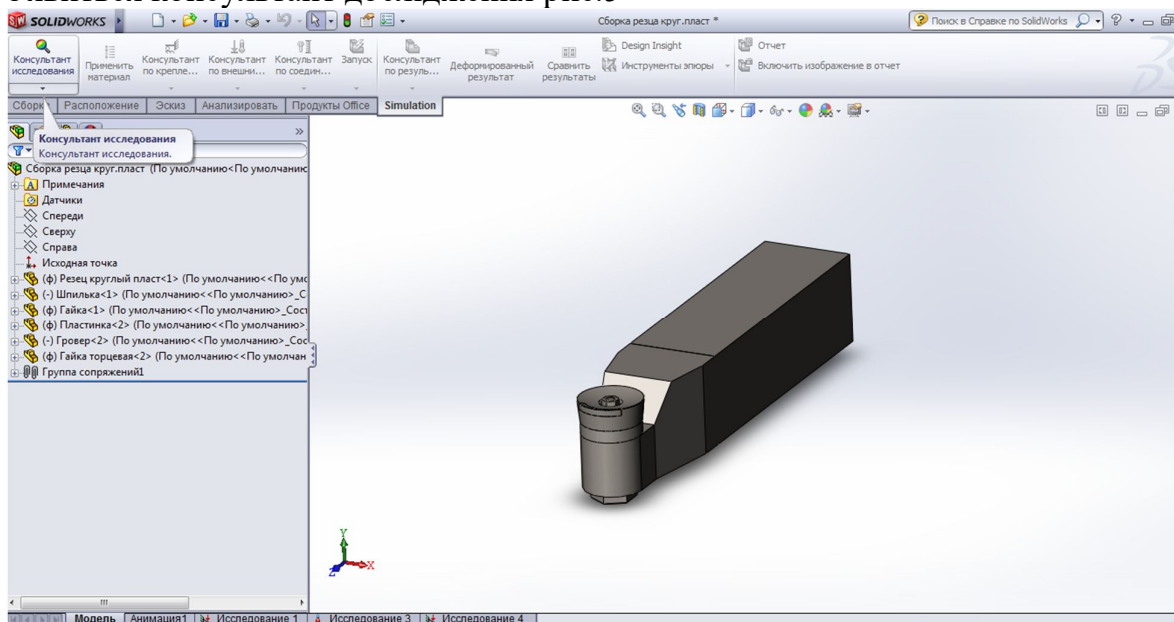 SOLIDWORKS
Сборка резца круг.пласт *
Поиск в Справке по SolidWorks
Консультант исследования
Применить материал
Консультант по крепле...
Консультант по внешни...
Консультант по соедин...
Запуск
Консультант по резуль...
Деформированный результат
Сравнить результаты
Design Insight
Инструменты эпюры
Отчет
Включить изображение в отчет
Сборка
Расположение
Эскиз
Анализировать
Продукты Office
Simulation
Консультант исследования
Консультант исследования.
Сборка резца круг.пласт (По умолчанию<По умолчанию
Примечания
Датчики
Спереди
Сверху
Справа
Исходная точка
(ф) Резец круглый пласт<1> (По умолчанию<<По умо
(-) Шпилька<1> (По умолчанию<<По умолчанию>_С
(ф) Гайка<1> (По умолчанию<<По умолчанию>_Сост
(ф) Пластинка<2> (По умолчанию<<По умолчанию>_
(-) Гровер<2> (По умолчанию<<По умолчанию>_Сос
(ф) Гайка торцевая<2> (По умолчанию<<По умолчан
Группа сопряжений1
Y
X
Z
Модель
Анимация1
Исследование 1
Исследование 3
Исследование 4